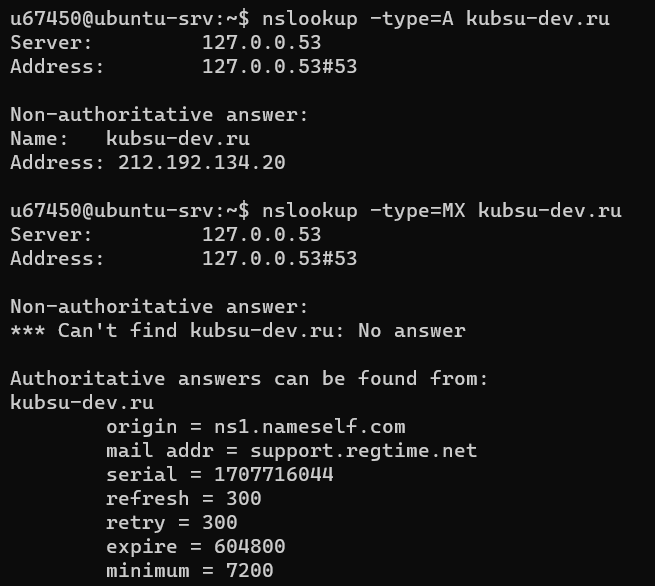 u67450@ubuntu-srv:~$ nslookup -type=A kubsu-dev.ru
Server:         127.0.0.53
Address:        127.0.0.53#53

Non-authoritative answer:
Name:   kubsu-dev.ru
Address: 212.192.134.20

u67450@ubuntu-srv:~$ nslookup -type=MX kubsu-dev.ru
Server:         127.0.0.53
Address:        127.0.0.53#53

Non-authoritative answer:
*** Can't find kubsu-dev.ru: No answer

Authoritative answers can be found from:
kubsu-dev.ru
        origin = ns1.nameself.com
        mail addr = support.regtime.net
        serial = 1707716044
        refresh = 300
        retry = 300
        expire = 604800
        minimum = 7200